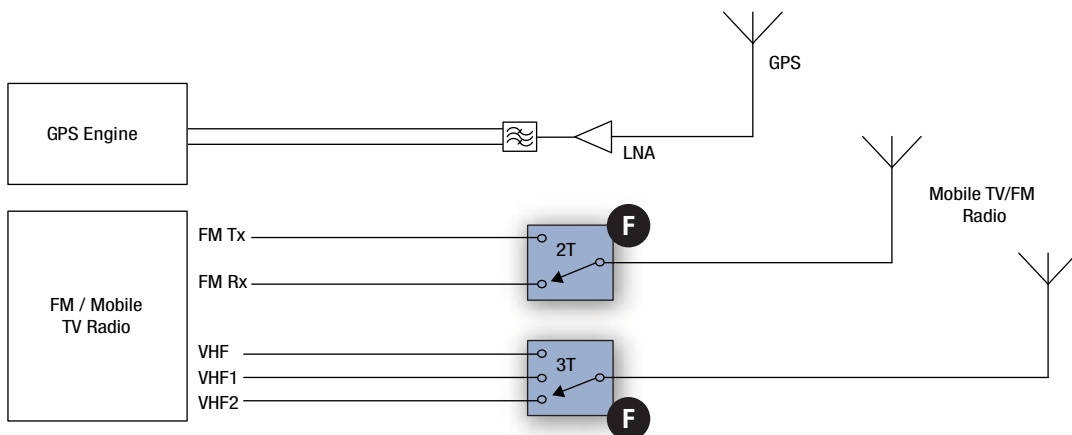 GPS
GPS Engine
LNA
Mobile TV/FM
Radio
F
FM Tx
2T
FM Rx
FM / Mobile
TV Radio
VHF
3T
VHF1
VHF2
F